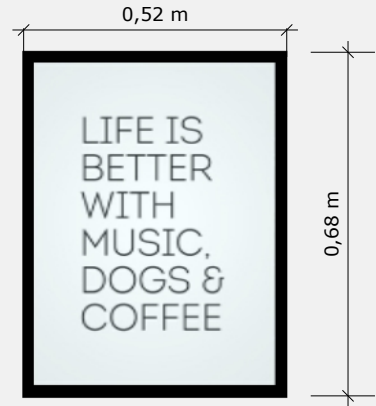 0,52 m
LIFE IS
BETTER
WITH
MUSIC,
DOGS &
COFFEE
0,68 m